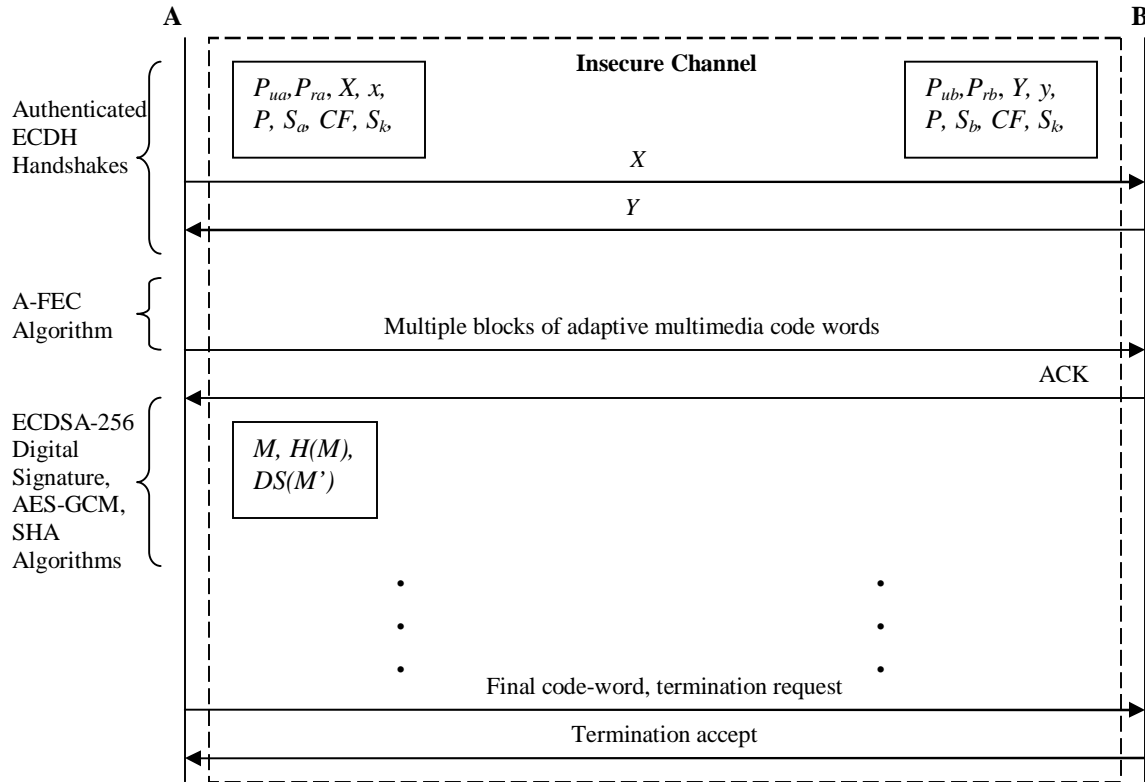 A
B
Insecure Channel
Authenticated
ECDH
Handshakes
P_ua,P_ra, X, x,
P, S_a, CF, S_k,
P_ub,P_rb, Y, y,
P, S_b, CF, S_k,
X
Y
A-FEC
Algorithm
Multiple blocks of adaptive multimedia code words
ACK
ECDSA-256
Digital
Signature,
AES-GCM,
SHA
Algorithms
M, H(M),
DS(M’)
Final code-word, termination request
Termination accept